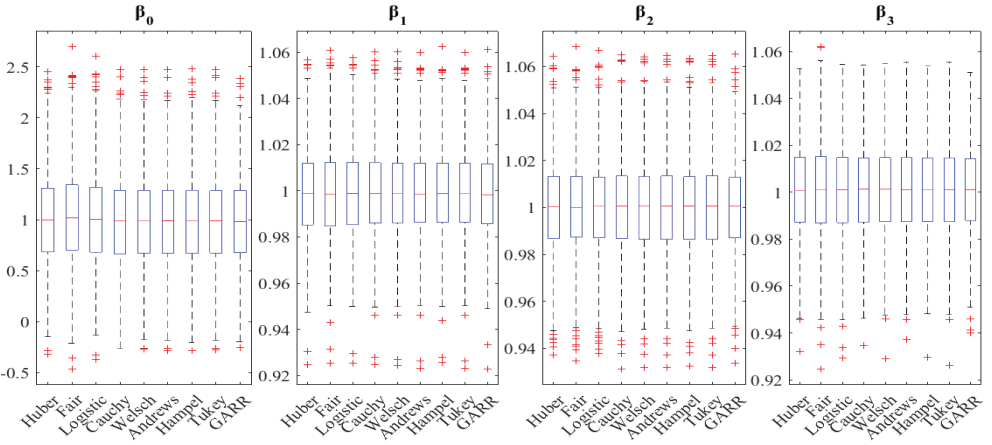 β0
2.5
2
1.5
1
0.5
0
-0.5
Huber
Fair
Logistic
Cauchy
Welsch
Andrews
Hampel
Tukey
GARR
β1
1.06
1.04
1.02
1
0.98
0.96
0.94
0.92
Huber
Fair
Logistic
Cauchy
Welsch
Andrews
Hampel
Tukey
GARR
β2
1.06
1.04
1.02
1
0.98
0.96
0.94
Huber
Fair
Logistic
Cauchy
Welsch
Andrews
Hampel
Tukey
GARR
β3
1.06
1.04
1.02
1
0.98
0.96
0.94
0.92
Huber
Fair
Logistic
Cauchy
Welsch
Andrews
Hampel
Tukey
GARR